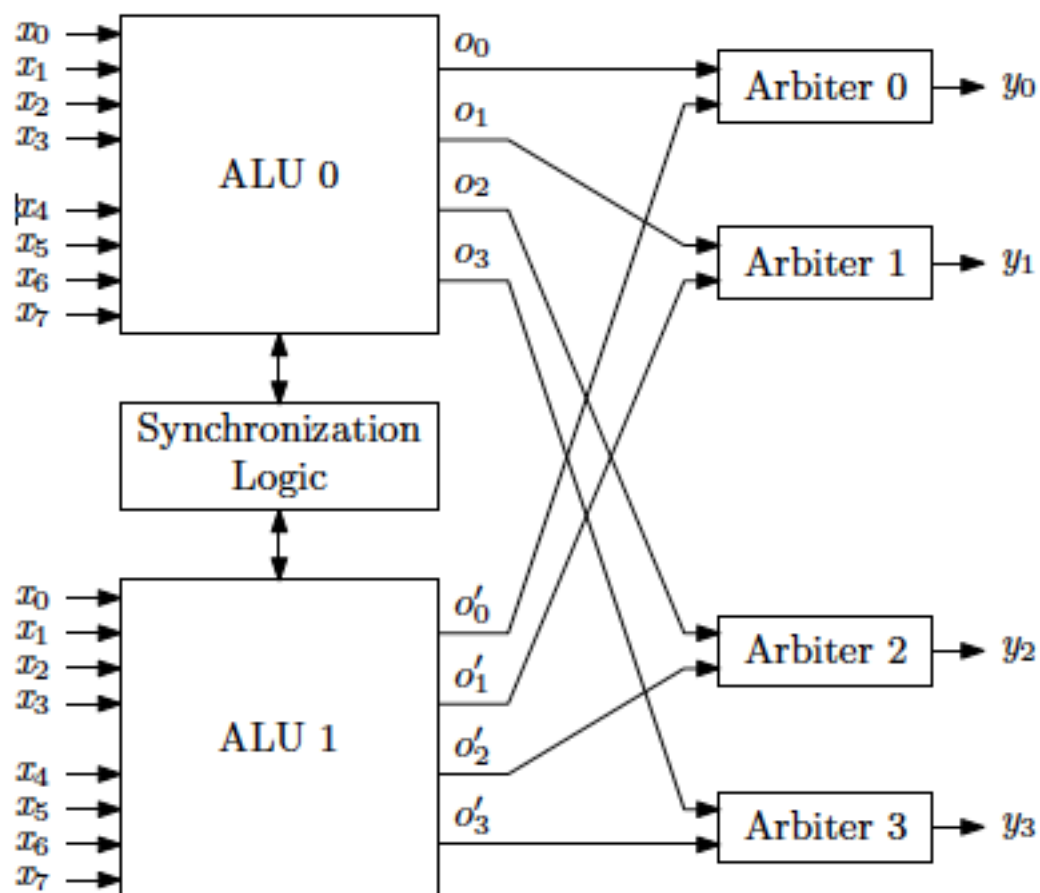 x₀
x₁
x₂
x₃
x₄
x₅
x₆
x₇
ALU 0
o₀
o₁
o₂
o₃
Synchronization
Logic
x₀
x₁
x₂
x₃
x₄
x₅
x₆
x₇
ALU 1
o′₀
o′₁
o′₂
o′₃
Arbiter 0
y₀
Arbiter 1
y₁
Arbiter 2
y₂
Arbiter 3
y₃